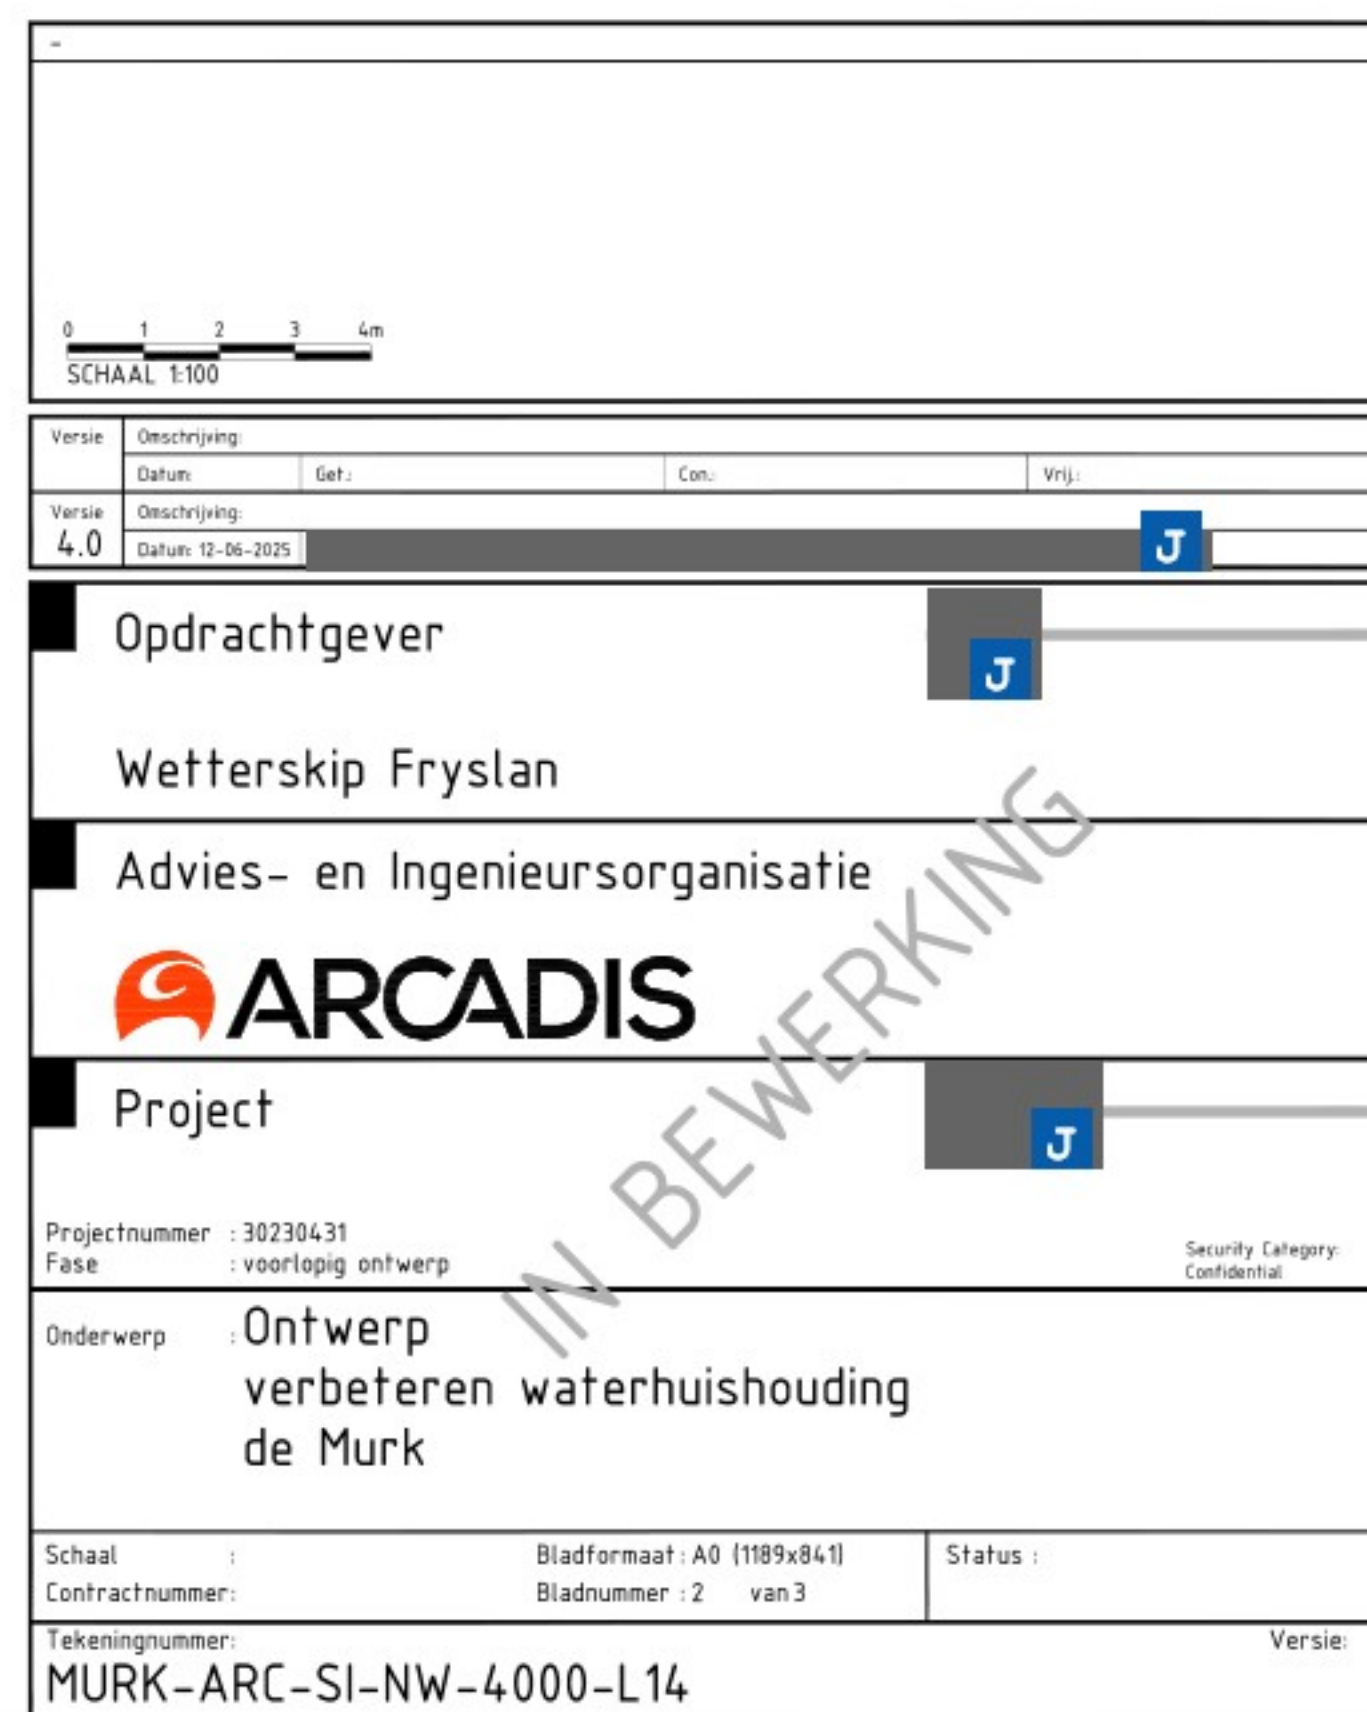 -
0 1 2 3 4m
SCHAAL 1:100
Versie Omschrijving:
Datum: Get.: Con.: Vrij.:
Versie Omschrijving:
4.0 Datum: 12-06-2025
J
Opdrachtgever
J
Wetterskip Fryslan
Advies- en Ingenieursorganisatie
ARCADIS
Project
J
IN BEWERKING
Projectnummer : 30230431
Fase : voorlopig ontwerp
Security Category:
Confidential
Onderwerp : Ontwerp
verbeteren waterhuishouding
de Murk
Schaal : Bladformaat : A0 (1189x841) Status :
Contractnummer: Bladnummer : 2 van 3
Tekeningnummer: Versie:
MURK-ARC-SI-NW-4000-L14